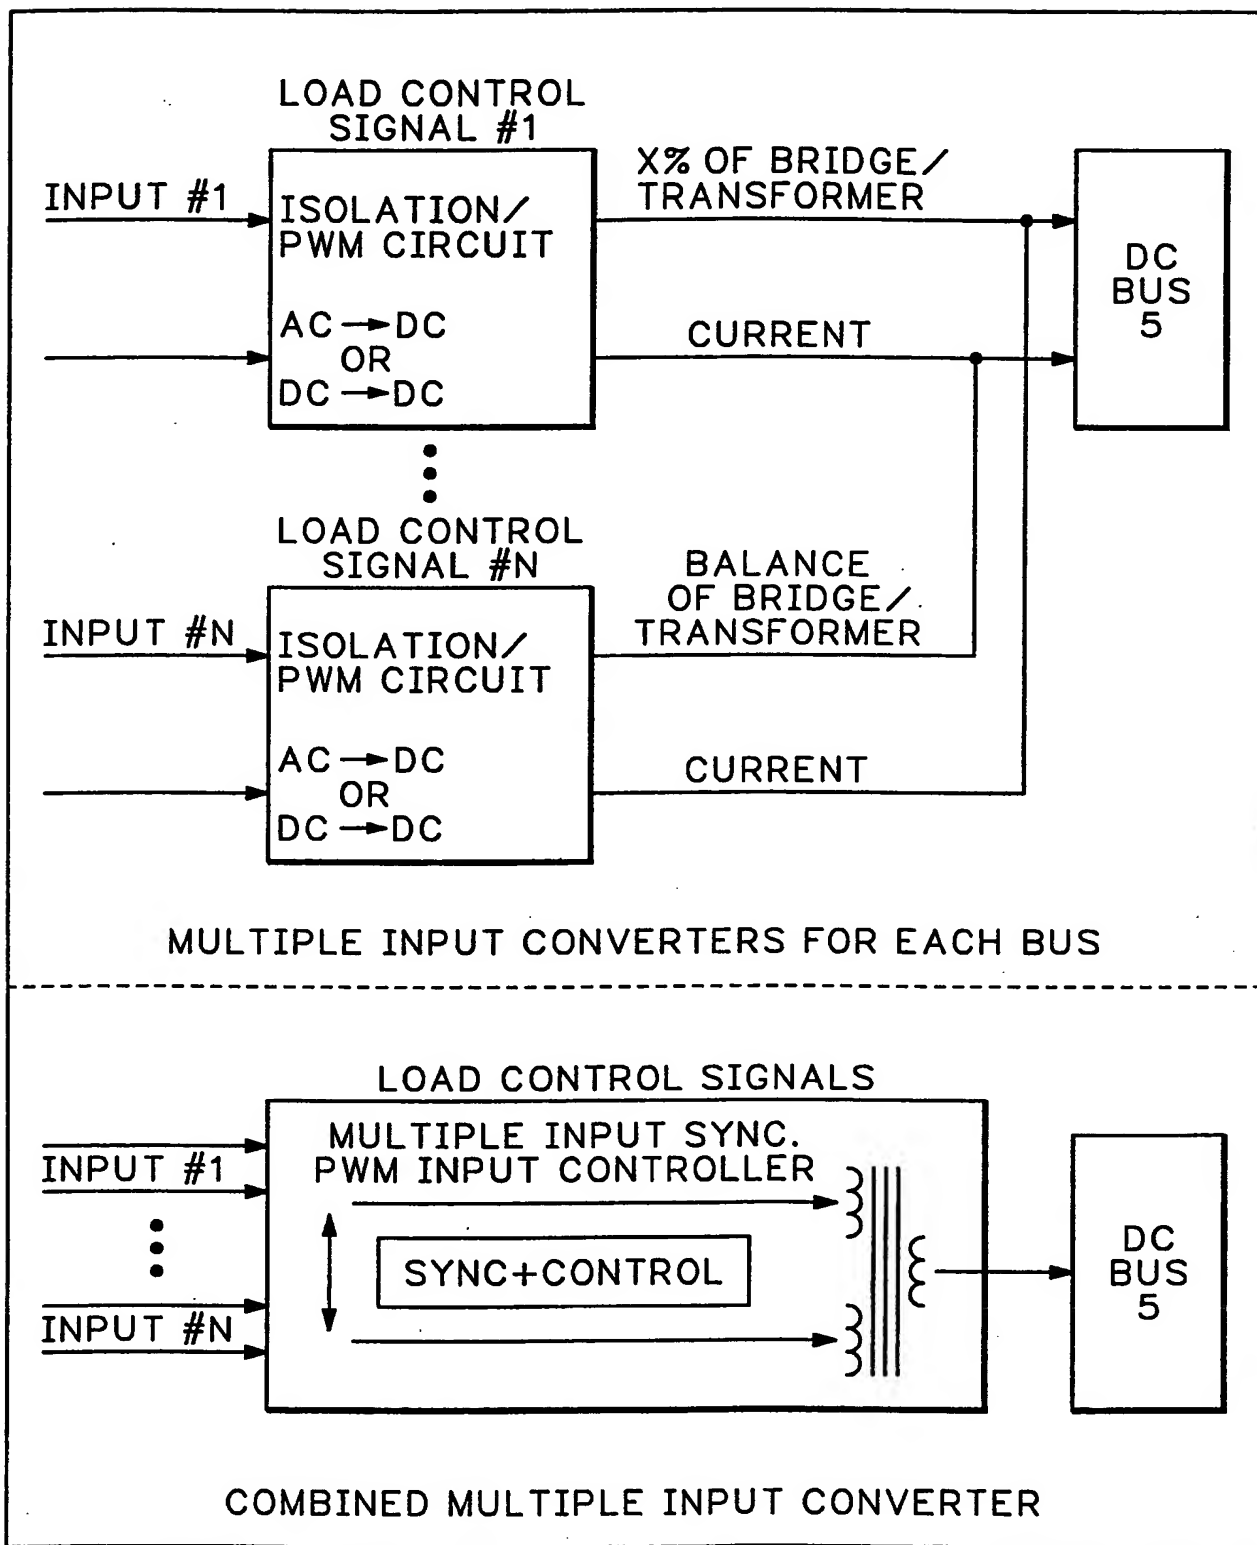 LOAD CONTROL
SIGNAL #1
INPUT #1
ISOLATION/
PWM CIRCUIT
AC → DC
OR
DC → DC
X% OF BRIDGE/
TRANSFORMER
CURRENT
DC
BUS
5
LOAD CONTROL
SIGNAL #N
INPUT #N
ISOLATION/
PWM CIRCUIT
AC → DC
OR
DC → DC
BALANCE
OF BRIDGE/
TRANSFORMER
CURRENT
MULTIPLE INPUT CONVERTERS FOR EACH BUS
LOAD CONTROL SIGNALS
MULTIPLE INPUT SYNC.
PWM INPUT CONTROLLER
INPUT #1
SYNC+CONTROL
INPUT #N
DC
BUS
5
COMBINED MULTIPLE INPUT CONVERTER